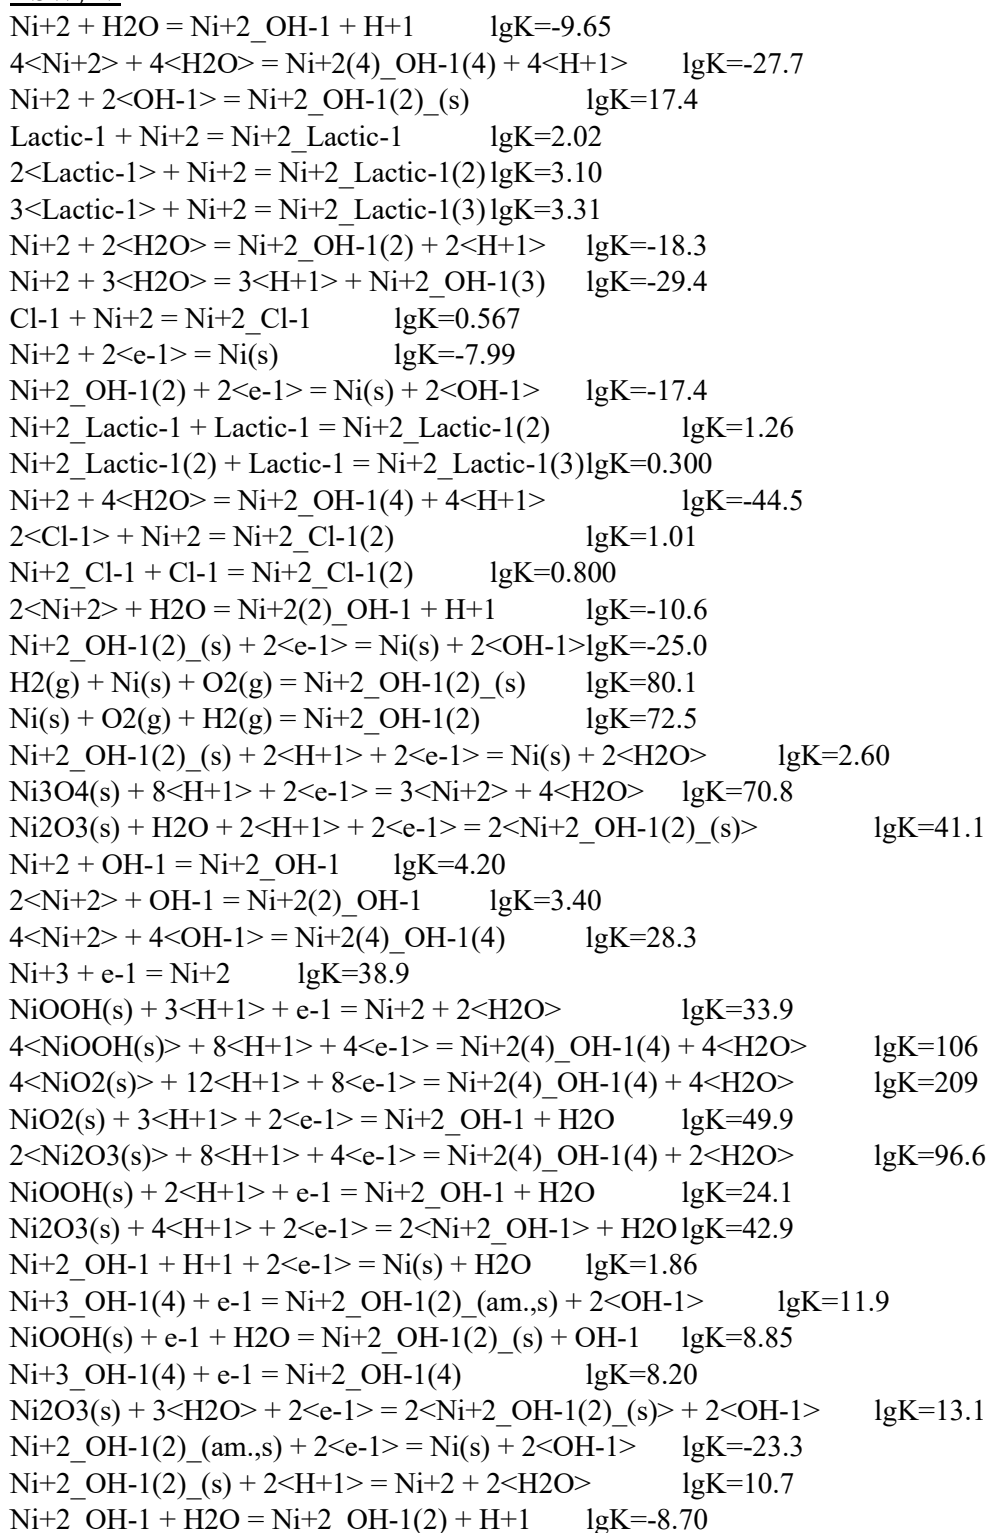 Ni+2 + H2O = Ni+2_OH-1 + H+1 lgK=-9.65
4<Ni+2> + 4<H2O> = Ni+2(4)_OH-1(4) + 4<H+1> lgK=-27.7
Ni+2 + 2<OH-1> = Ni+2_OH-1(2)_(s) lgK=17.4
Lactic-1 + Ni+2 = Ni+2_Lactic-1 lgK=2.02
2<Lactic-1> + Ni+2 = Ni+2_Lactic-1(2) lgK=3.10
3<Lactic-1> + Ni+2 = Ni+2_Lactic-1(3) lgK=3.31
Ni+2 + 2<H2O> = Ni+2_OH-1(2) + 2<H+1> lgK=-18.3
Ni+2 + 3<H2O> = 3<H+1> + Ni+2_OH-1(3) lgK=-29.4
Cl-1 + Ni+2 = Ni+2_Cl-1 lgK=0.567
Ni+2 + 2<e-1> = Ni(s) lgK=-7.99
Ni+2_OH-1(2) + 2<e-1> = Ni(s) + 2<OH-1> lgK=-17.4
Ni+2_Lactic-1 + Lactic-1 = Ni+2_Lactic-1(2) lgK=1.26
Ni+2_Lactic-1(2) + Lactic-1 = Ni+2_Lactic-1(3)lgK=0.300
Ni+2 + 4<H2O> = Ni+2_OH-1(4) + 4<H+1> lgK=-44.5
2<Cl-1> + Ni+2 = Ni+2_Cl-1(2) lgK=1.01
Ni+2_Cl-1 + Cl-1 = Ni+2_Cl-1(2) lgK=0.800
2<Ni+2> + H2O = Ni+2(2)_OH-1 + H+1 lgK=-10.6
Ni+2_OH-1(2)_(s) + 2<e-1> = Ni(s) + 2<OH-1>lgK=-25.0
H2(g) + Ni(s) + O2(g) = Ni+2_OH-1(2)_(s) lgK=80.1
Ni(s) + O2(g) + H2(g) = Ni+2_OH-1(2) lgK=72.5
Ni+2_OH-1(2)_(s) + 2<H+1> + 2<e-1> = Ni(s) + 2<H2O> lgK=2.60
Ni3O4(s) + 8<H+1> + 2<e-1> = 3<Ni+2> + 4<H2O> lgK=70.8
Ni2O3(s) + H2O + 2<H+1> + 2<e-1> = 2<Ni+2_OH-1(2)_(s)> lgK=41.1
Ni+2 + OH-1 = Ni+2_OH-1 lgK=4.20
2<Ni+2> + OH-1 = Ni+2(2)_OH-1 lgK=3.40
4<Ni+2> + 4<OH-1> = Ni+2(4)_OH-1(4) lgK=28.3
Ni+3 + e-1 = Ni+2 lgK=38.9
NiOOH(s) + 3<H+1> + e-1 = Ni+2 + 2<H2O> lgK=33.9
4<NiOOH(s)> + 8<H+1> + 4<e-1> = Ni+2(4)_OH-1(4) + 4<H2O> lgK=106
4<NiO2(s)> + 12<H+1> + 8<e-1> = Ni+2(4)_OH-1(4) + 4<H2O> lgK=209
NiO2(s) + 3<H+1> + 2<e-1> = Ni+2_OH-1 + H2O lgK=49.9
2<Ni2O3(s)> + 8<H+1> + 4<e-1> = Ni+2(4)_OH-1(4) + 2<H2O> lgK=96.6
NiOOH(s) + 2<H+1> + e-1 = Ni+2_OH-1 + H2O lgK=24.1
Ni2O3(s) + 4<H+1> + 2<e-1> = 2<Ni+2_OH-1> + H2O lgK=42.9
Ni+2_OH-1 + H+1 + 2<e-1> = Ni(s) + H2O lgK=1.86
Ni+3_OH-1(4) + e-1 = Ni+2_OH-1(2)_(am.,s) + 2<OH-1> lgK=11.9
NiOOH(s) + e-1 + H2O = Ni+2_OH-1(2)_(s) + OH-1 lgK=8.85
Ni+3_OH-1(4) + e-1 = Ni+2_OH-1(4) lgK=8.20
Ni2O3(s) + 3<H2O> + 2<e-1> = 2<Ni+2_OH-1(2)_(s)> + 2<OH-1> lgK=13.1
Ni+2_OH-1(2)_(am.,s) + 2<e-1> = Ni(s) + 2<OH-1> lgK=-23.3
Ni+2_OH-1(2)_(s) + 2<H+1> = Ni+2 + 2<H2O> lgK=10.7
Ni+2_OH-1 + H2O = Ni+2_OH-1(2) + H+1 lgK=-8.70